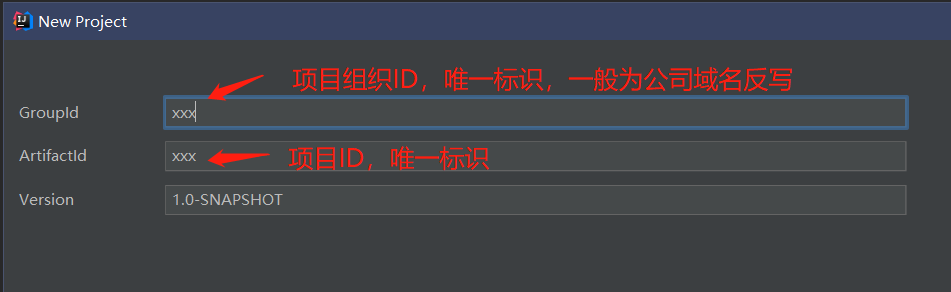 New Project
项目组织ID，唯一标识，一般为公司域名反写
GroupId
xxx
ArtifactId
xxx
项目ID，唯一标识
Version
1.0-SNAPSHOT